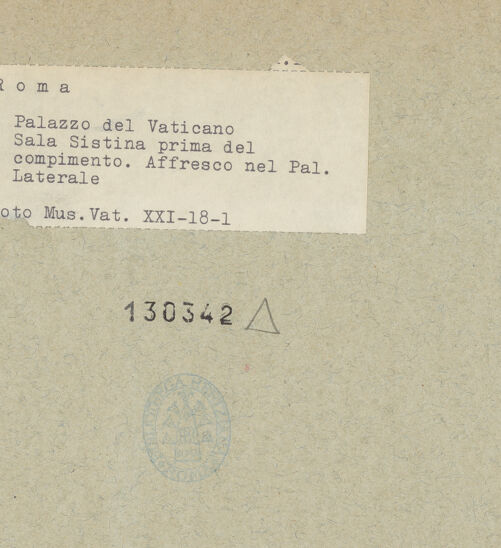 Roma
Palazzo del Vaticano
Sala Sistina prima del
compimento. Affresco nel Pal.
Laterale
oto Mus.Vat. XXI-18-1
130342